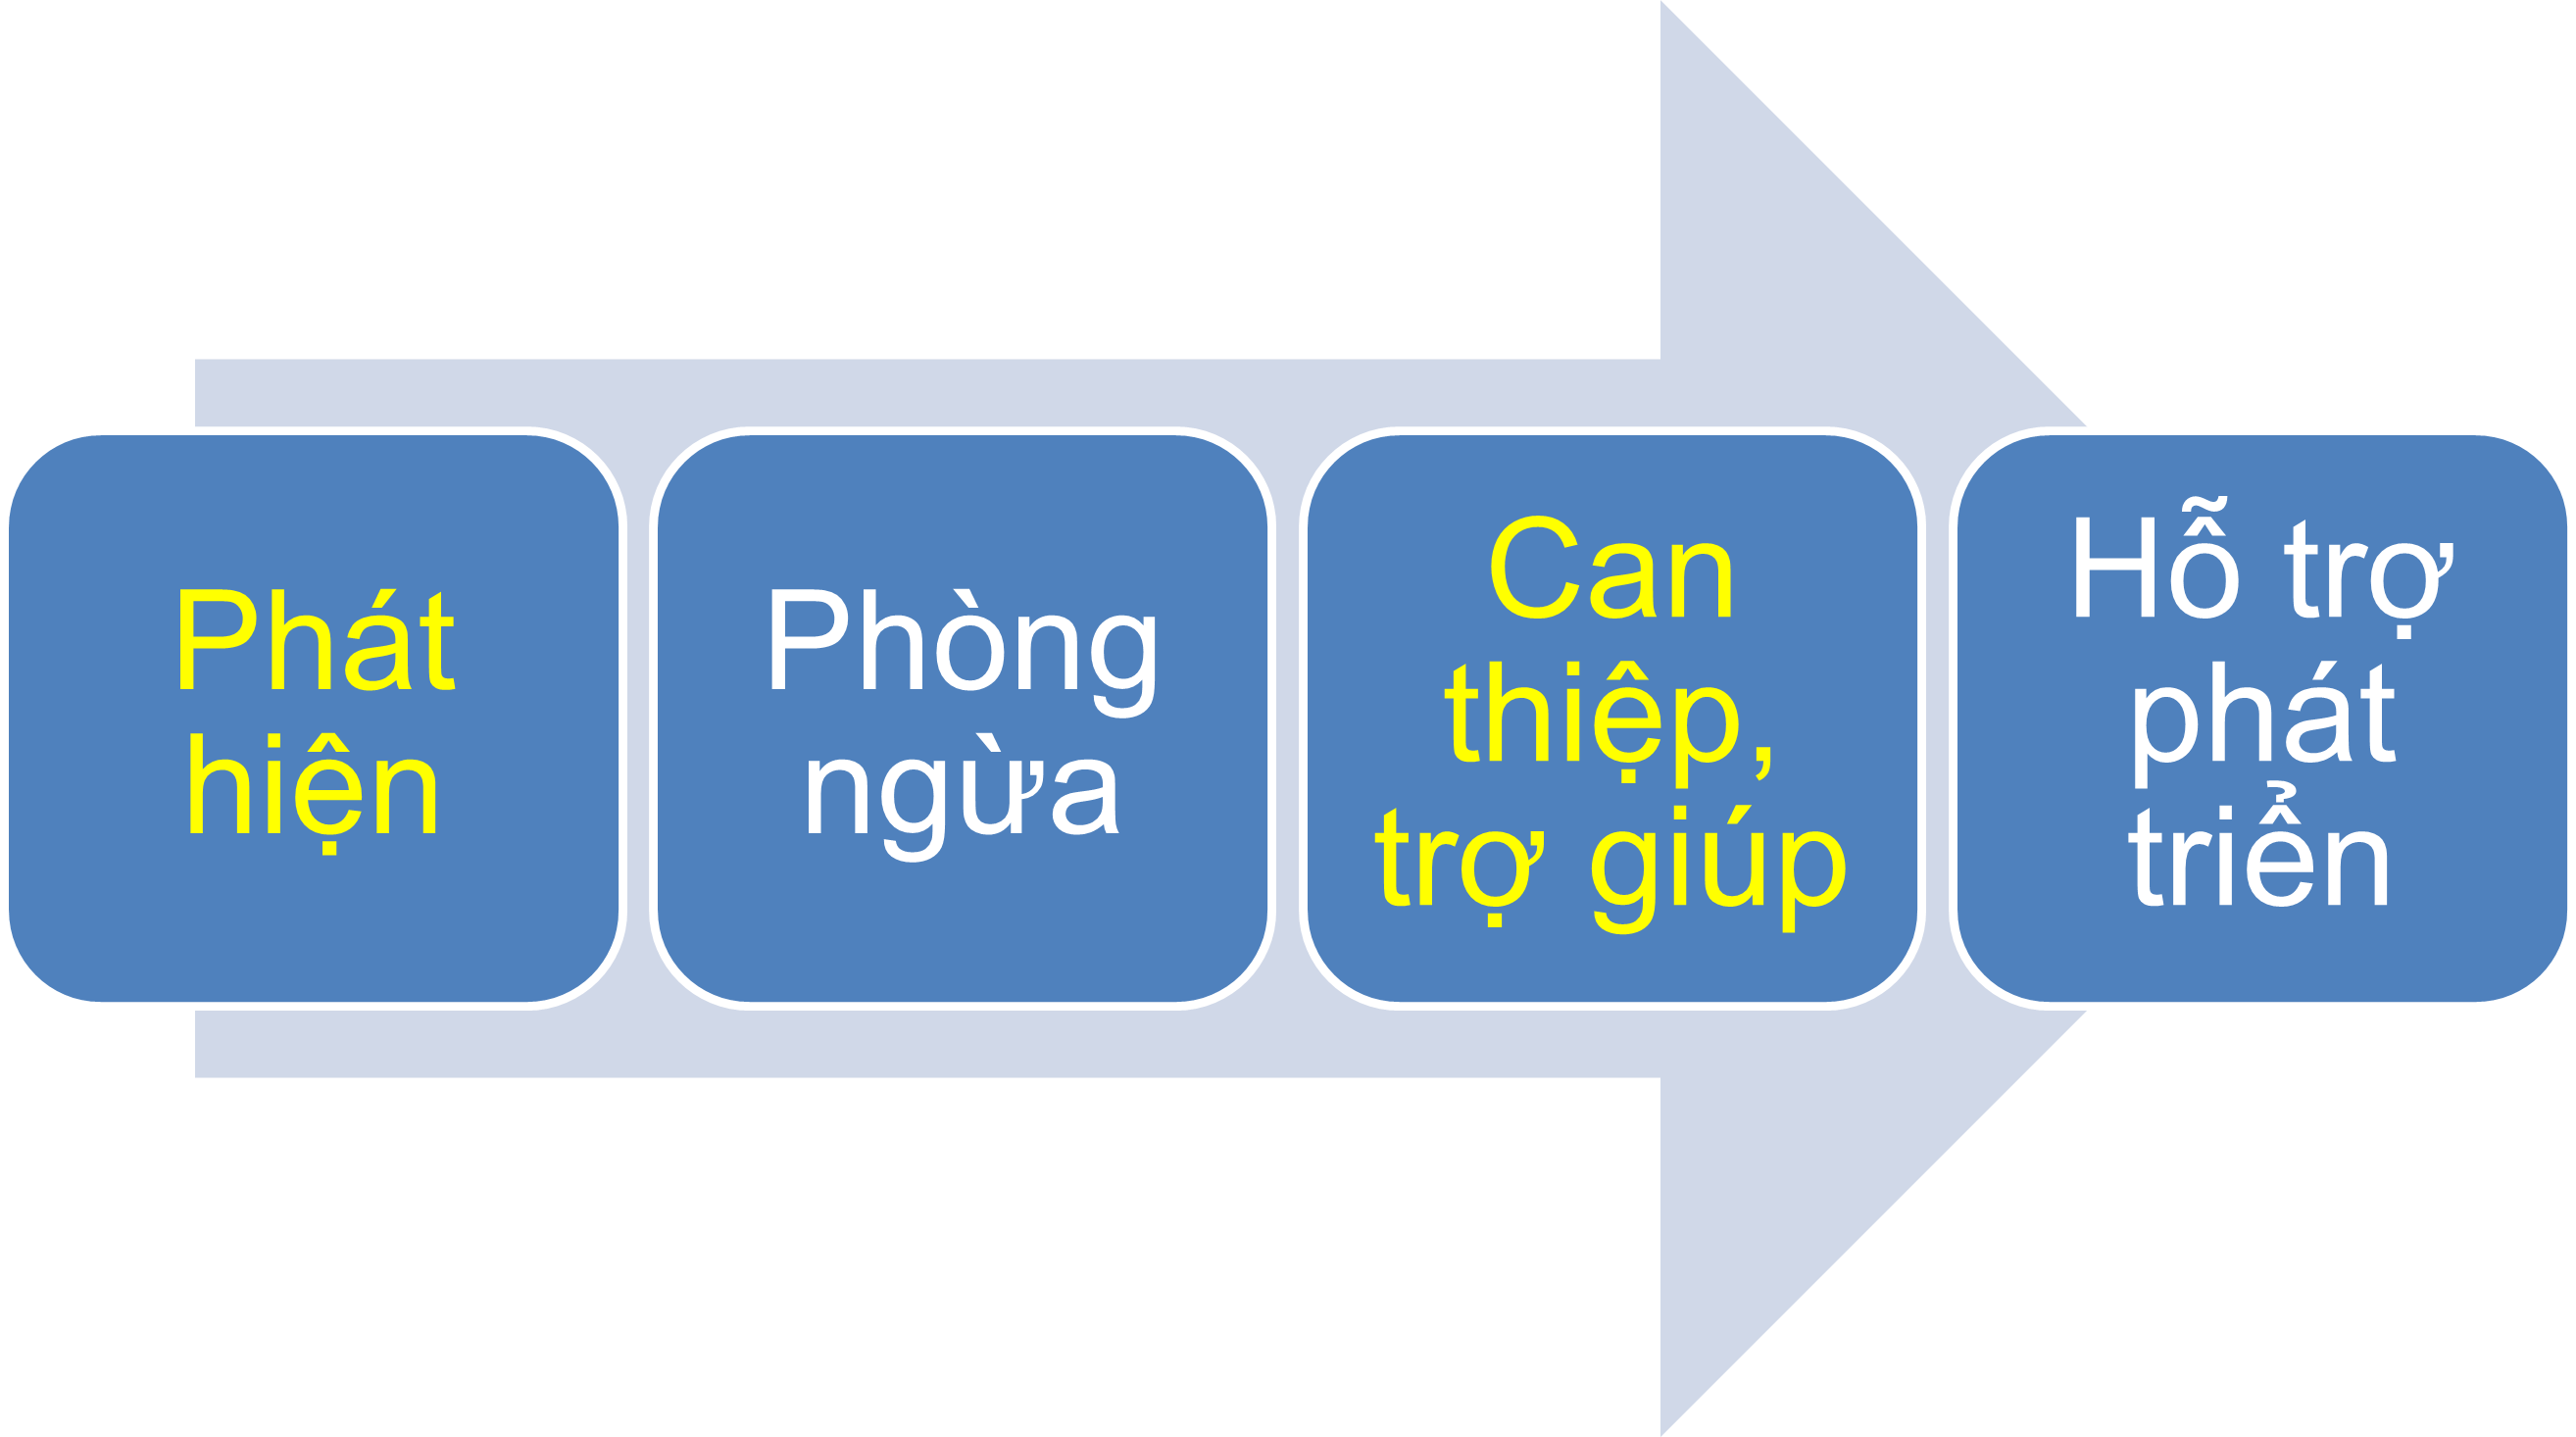 Phát
hiện
Phòng
ngừa
Can
thiệp,
trợ giúp
Hỗ trợ
phát
triển